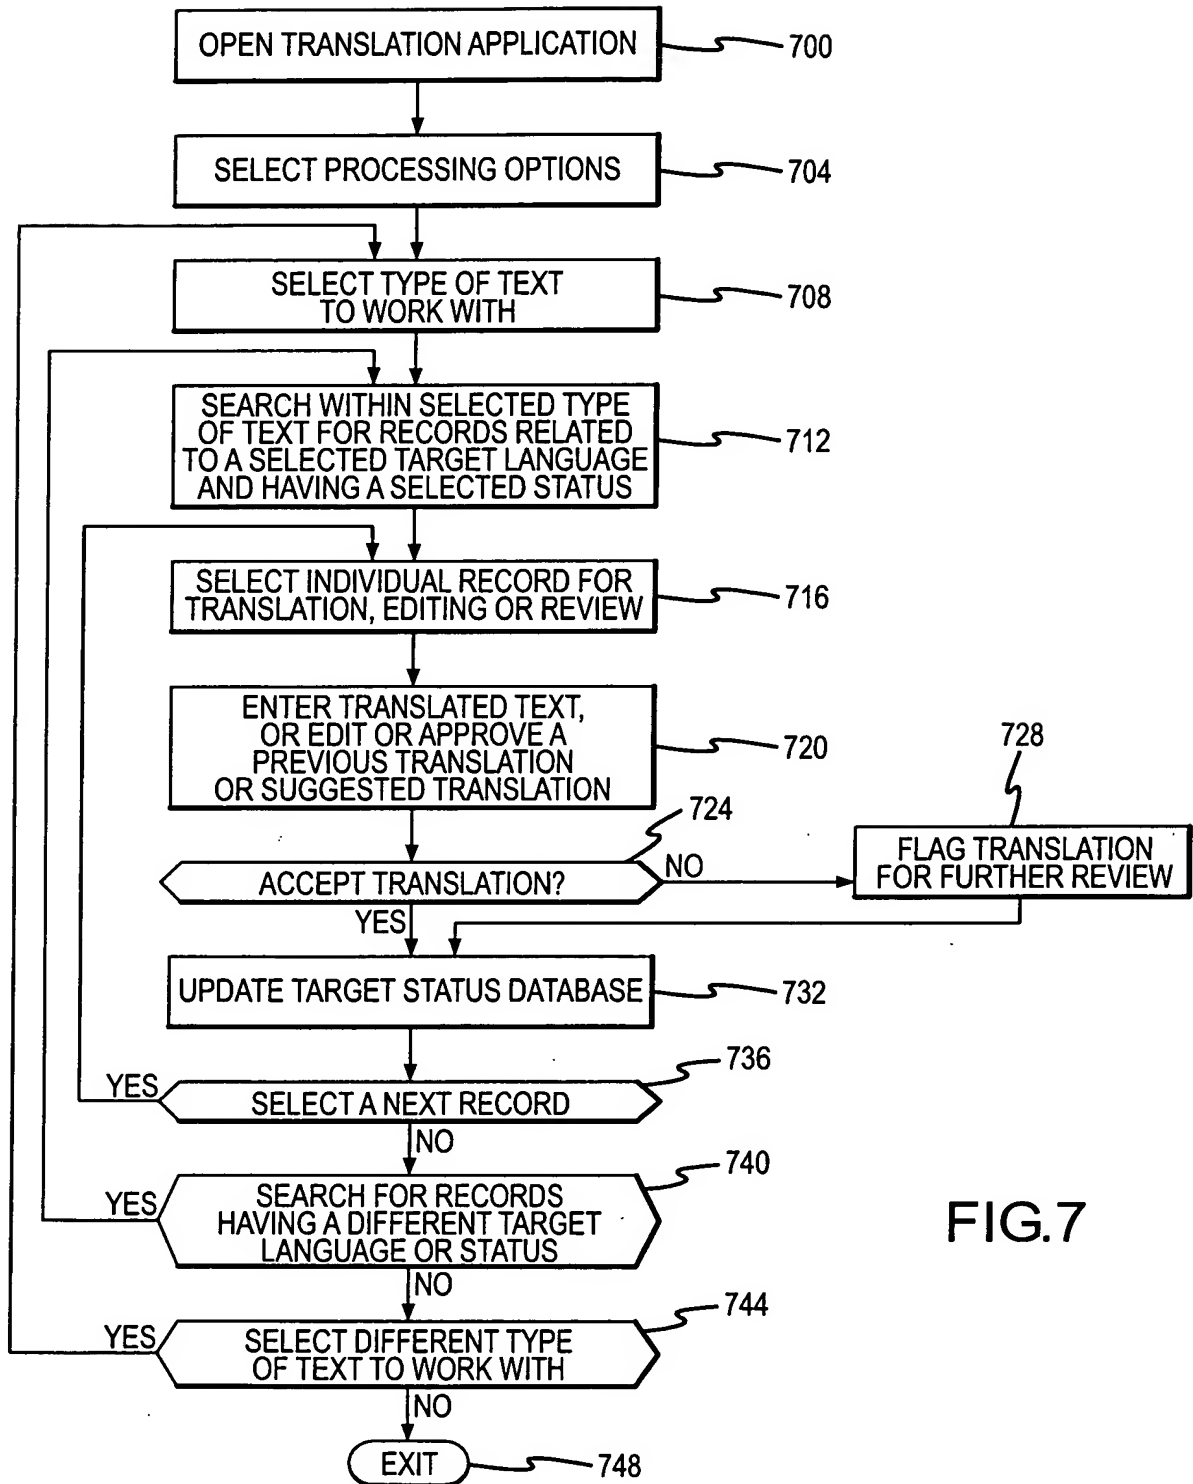 OPEN TRANSLATION APPLICATION
700
SELECT PROCESSING OPTIONS
704
SELECT TYPE OF TEXT
TO WORK WITH
708
SEARCH WITHIN SELECTED TYPE
OF TEXT FOR RECORDS RELATED
TO A SELECTED TARGET LANGUAGE
AND HAVING A SELECTED STATUS
712
SELECT INDIVIDUAL RECORD FOR
TRANSLATION, EDITING OR REVIEW
716
ENTER TRANSLATED TEXT,
OR EDIT OR APPROVE A
PREVIOUS TRANSLATION
OR SUGGESTED TRANSLATION
720
724
ACCEPT TRANSLATION?
NO
728
FLAG TRANSLATION
FOR FURTHER REVIEW
YES
UPDATE TARGET STATUS DATABASE
732
736
YES
SELECT A NEXT RECORD
NO
740
YES
SEARCH FOR RECORDS
HAVING A DIFFERENT TARGET
LANGUAGE OR STATUS
NO
744
YES
SELECT DIFFERENT TYPE
OF TEXT TO WORK WITH
NO
EXIT
748
FIG.7